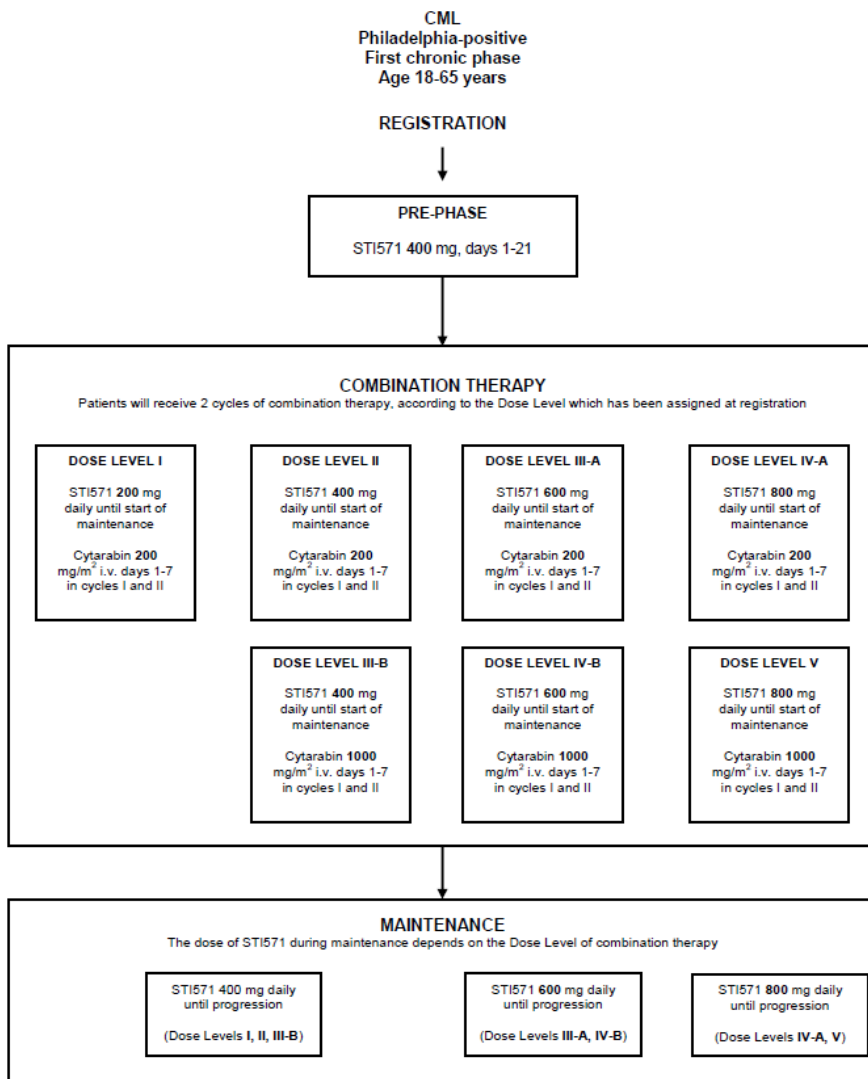 CML
Philadelphia-positive
First chronic phase
Age 18-65 years
REGISTRATION
PRE-PHASE
STI571 400 mg, days 1-21
COMBINATION THERAPY
Patients will receive 2 cycles of combination therapy, according to the Dose Level which has been assigned at registration
DOSE LEVEL I
STI571 200 mg
daily until start of
maintenance
Cytarabin 200
mg/m² i.v. days 1-7
in cycles I and II
DOSE LEVEL II
STI571 400 mg
daily until start of
maintenance
Cytarabin 200
mg/m² i.v. days 1-7
in cycles I and II
DOSE LEVEL III-A
STI571 600 mg
daily until start of
maintenance
Cytarabin 200
mg/m² i.v. days 1-7
in cycles I and II
DOSE LEVEL IV-A
STI571 800 mg
daily until start of
maintenance
Cytarabin 200
mg/m² i.v. days 1-7
in cycles I and II
DOSE LEVEL III-B
STI571 400 mg
daily until start of
maintenance
Cytarabin 1000
mg/m² i.v. days 1-7
in cycles I and II
DOSE LEVEL IV-B
STI571 600 mg
daily until start of
maintenance
Cytarabin 1000
mg/m² i.v. days 1-7
in cycles I and II
DOSE LEVEL V
STI571 800 mg
daily until start of
maintenance
Cytarabin 1000
mg/m² i.v. days 1-7
in cycles I and II
MAINTENANCE
The dose of STI571 during maintenance depends on the Dose Level of combination therapy
STI571 400 mg daily
until progression
(Dose Levels I, II, III-B)
STI571 600 mg daily
until progression
(Dose Levels III-A, IV-B)
STI571 800 mg daily
until progression
(Dose Levels IV-A, V)